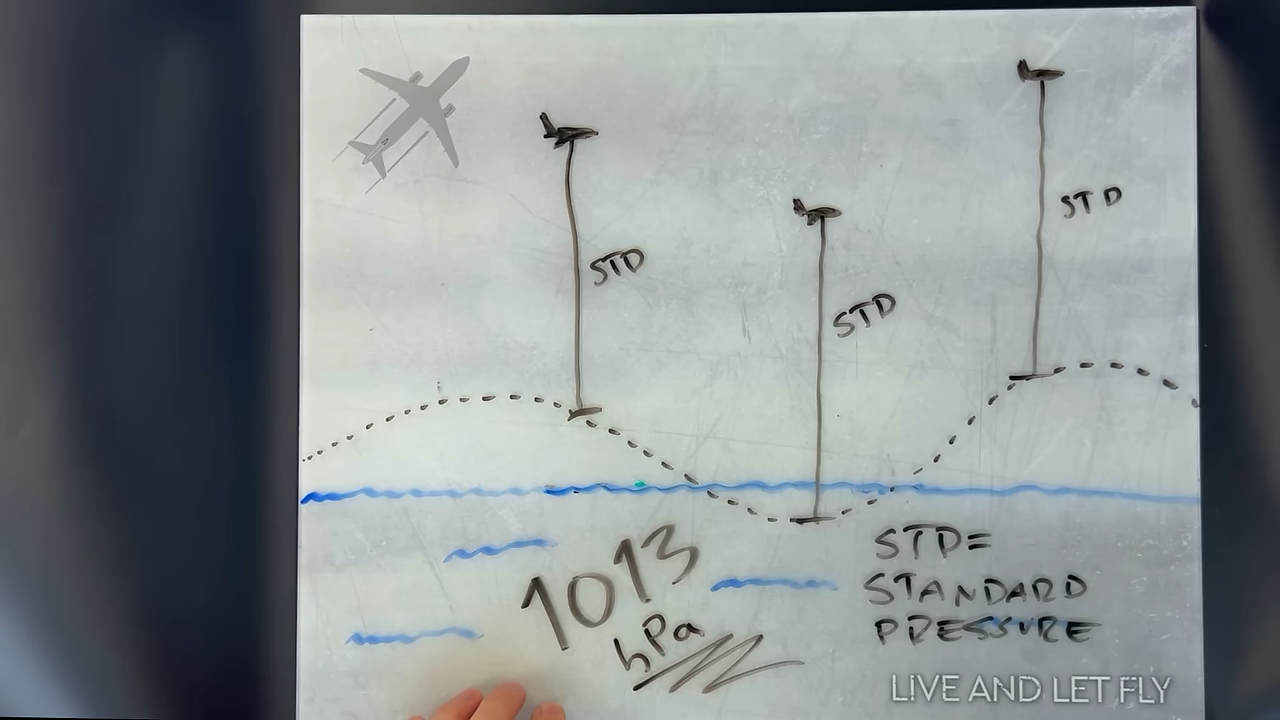 STD
STD
STD
1013
hPa
STD=
STANDARD
PRESSURE
LIVE AND LET FLY